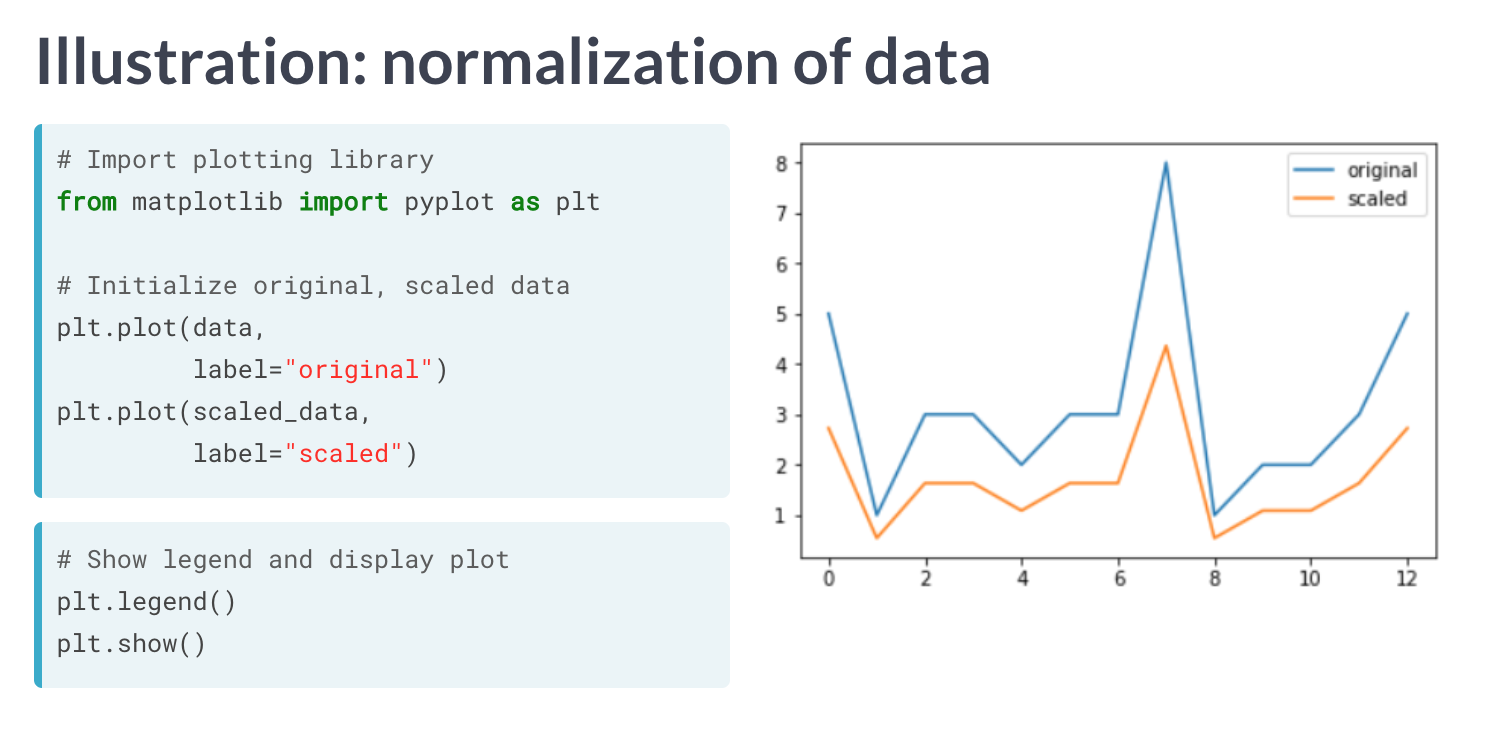 Illustration: normalization of data
# Import plotting library
from matplotlib import pyplot as plt
# Initialize original, scaled data
plt.plot(data,
label="original")
plt.plot(scaled_data,
label="scaled")
# Show legend and display plot
plt.legend()
plt.show()
original
scaled
8
7
6
5
4
3
2
1
0 2 4 6 8 10 12